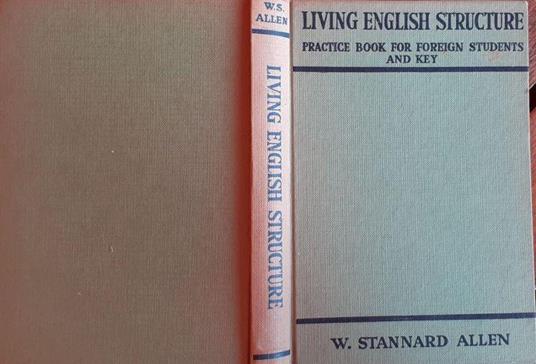 W.S.
ALLEN
LIVING ENGLISH STRUCTURE
LIVING ENGLISH STRUCTURE
PRACTICE BOOK FOR FOREIGN STUDENTS
AND KEY
W. STANNARD ALLEN